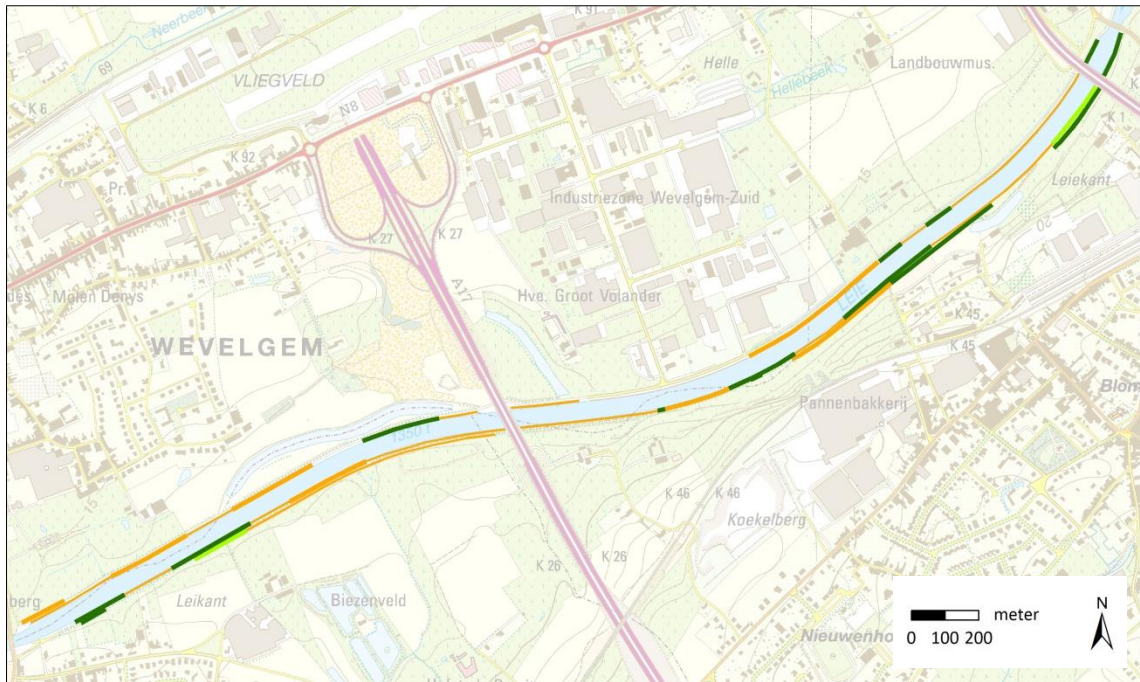 K 91
Neerbeek
69
VLIEGVELD
Helle
Landbouwmus.
Hellebeek
K 6
N8
K 1
K 92
Pr.
15
Leiekant
Industriezone Wevelgem-Zuid
20
K 27
K 27
des
Molen Denys
A17
Hve. Groot Volander
LEIE
K 45
WEVELGEM
K 45
Blom
Pannenbakkerij
1350 T
K 46
K 46
15
Koekelberg
K 26
K 26
berg
Leikant
Biezenveld
meter
N
0 100 200
Nieuwenho